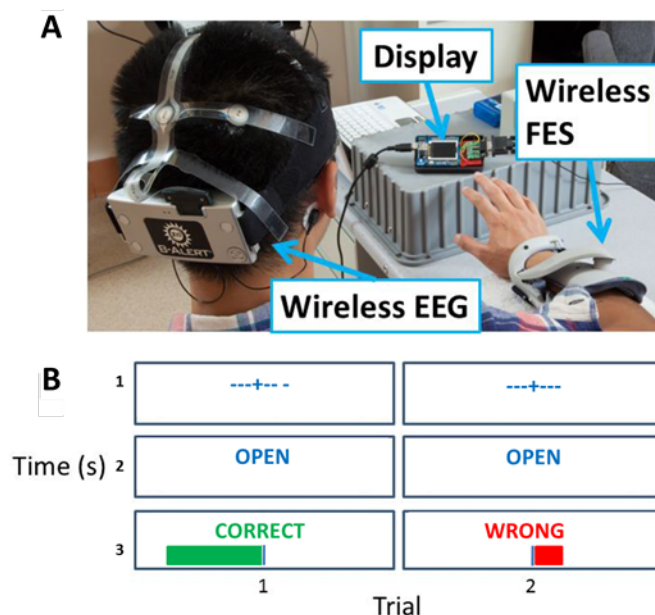 A
Display
Wireless
FES
B-ALERT
Wireless EEG
B
1
---+-- -
---+---
Time (s)
2
OPEN
OPEN
3
CORRECT
WRONG
1
2
Trial